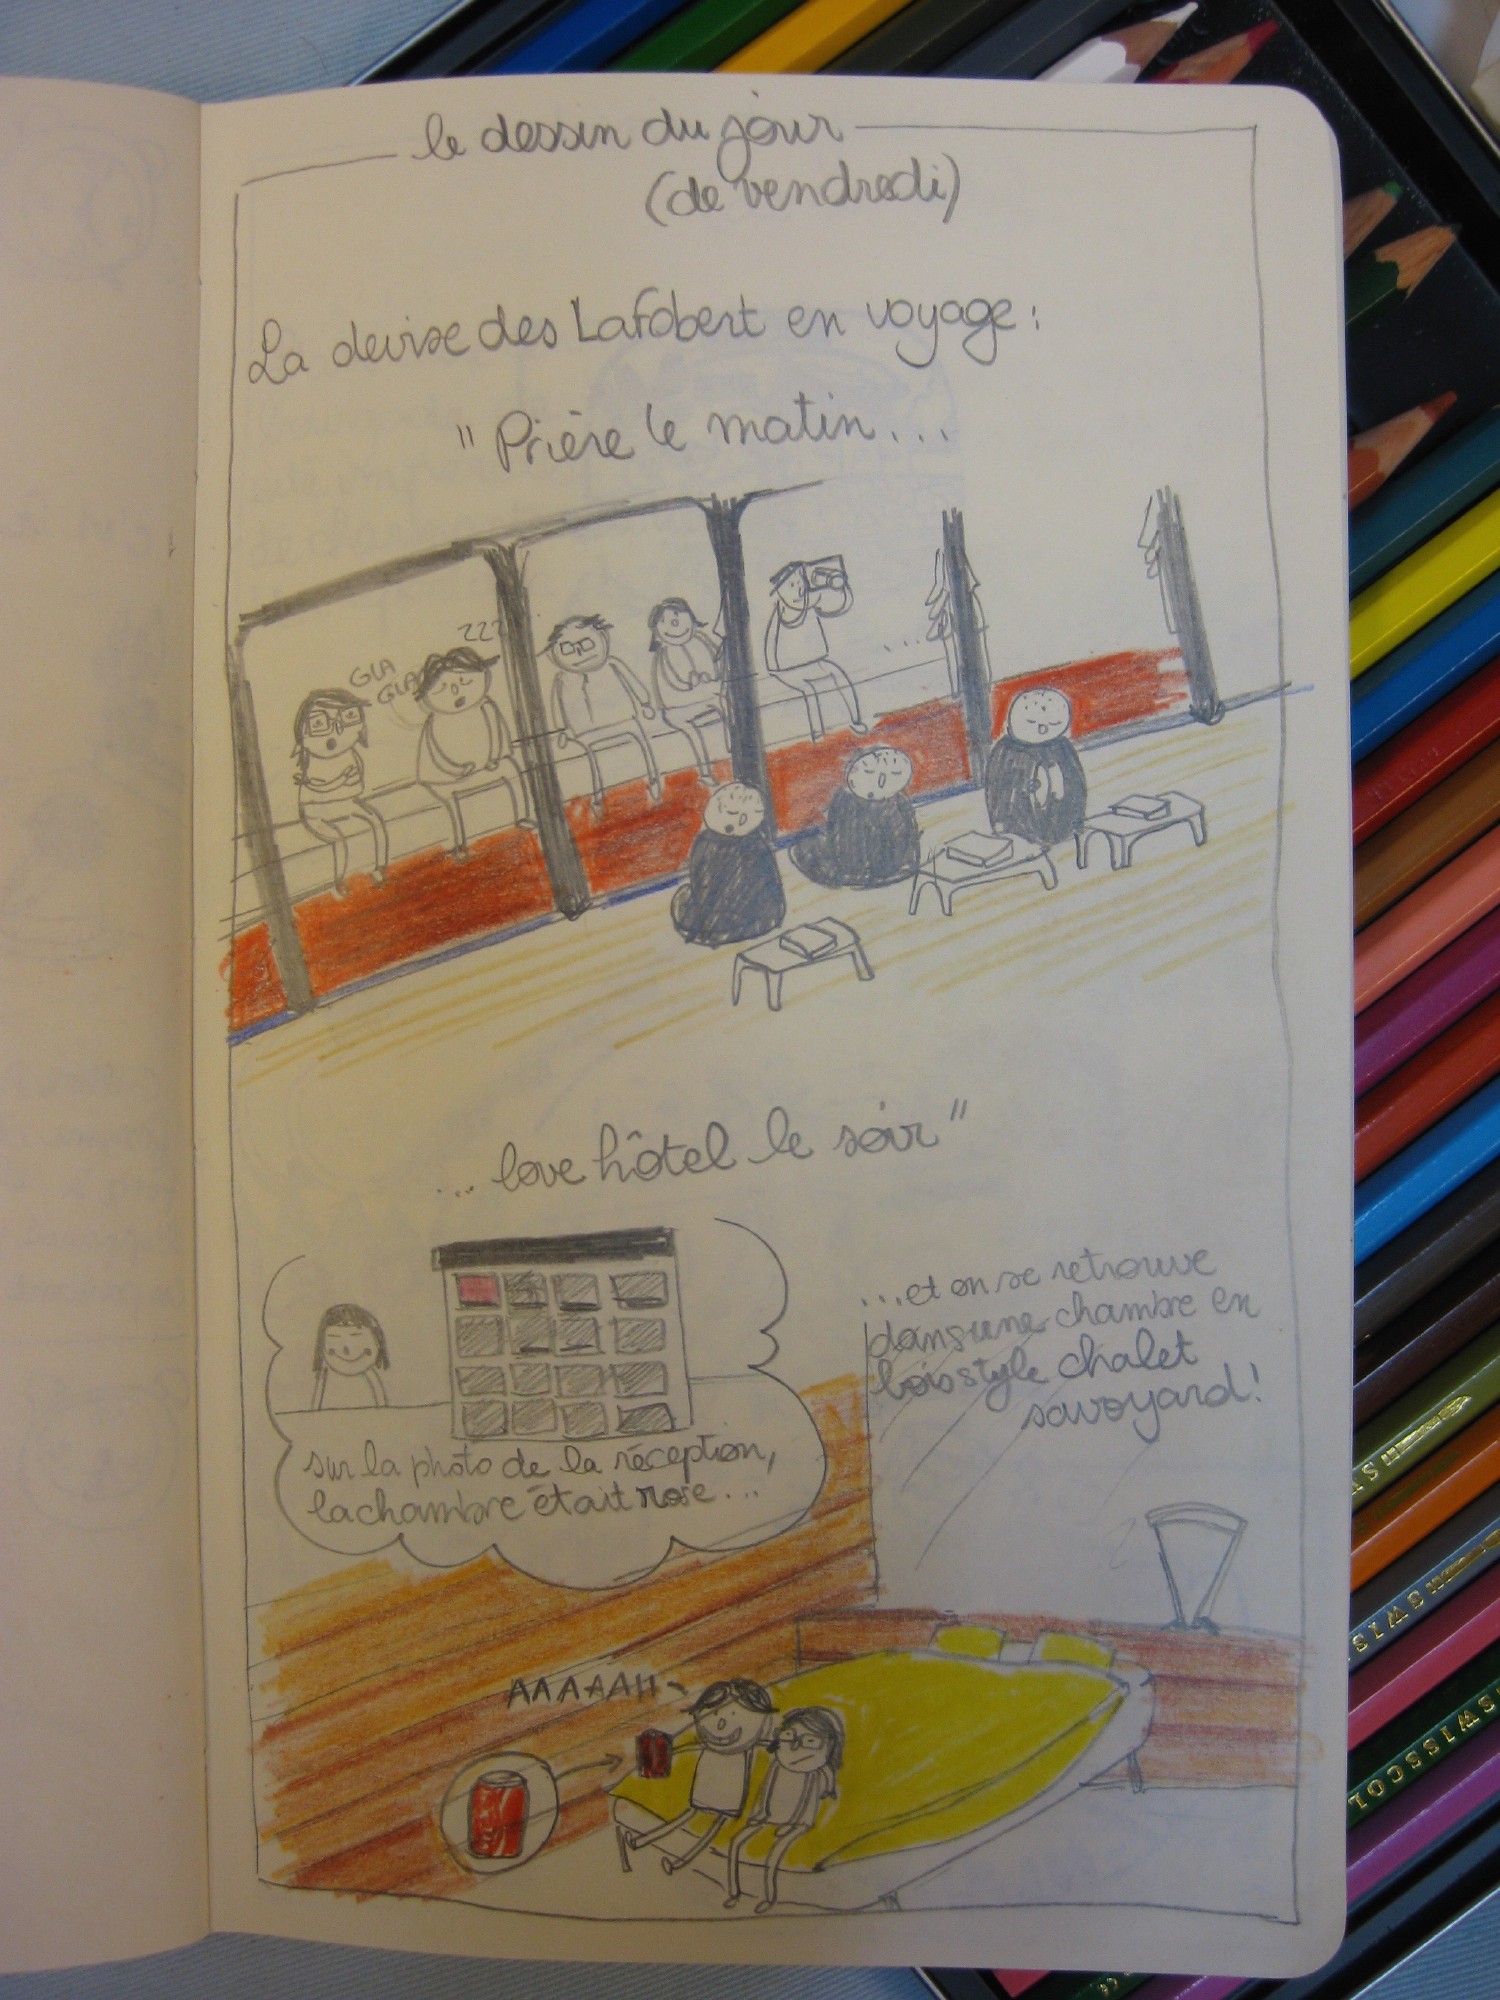 le dessin du jour
(de vendredi)
La devise des Lafobert en voyage :
"Prière le matin...
GLA
GLA
ZZZ
... love hôtel le soir"
...et on se retrouve
dans une chambre en
bois style chalet
savoyard!
sur la photo de la réception,
la chambre était rose...
AAAAAH
SWISS
SWISSCOL